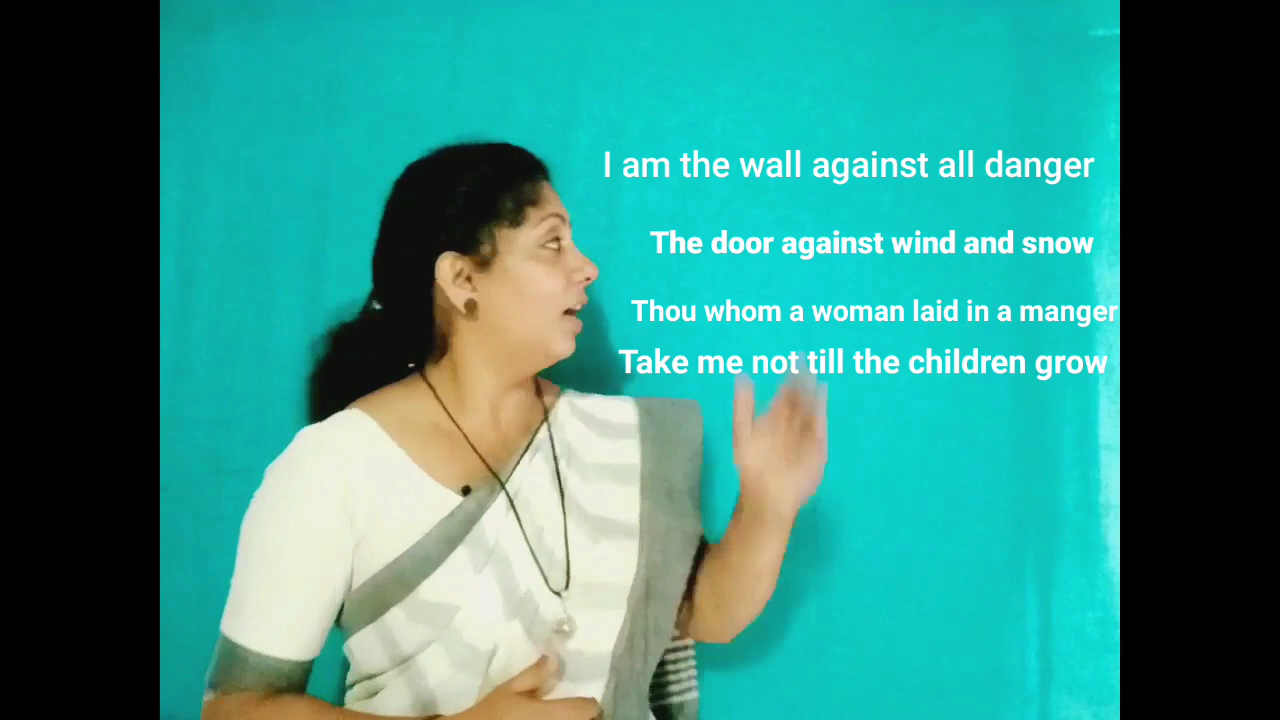 I am the wall against all danger
The door against wind and snow
Thou whom a woman laid in a manger
Take me not till the children grow